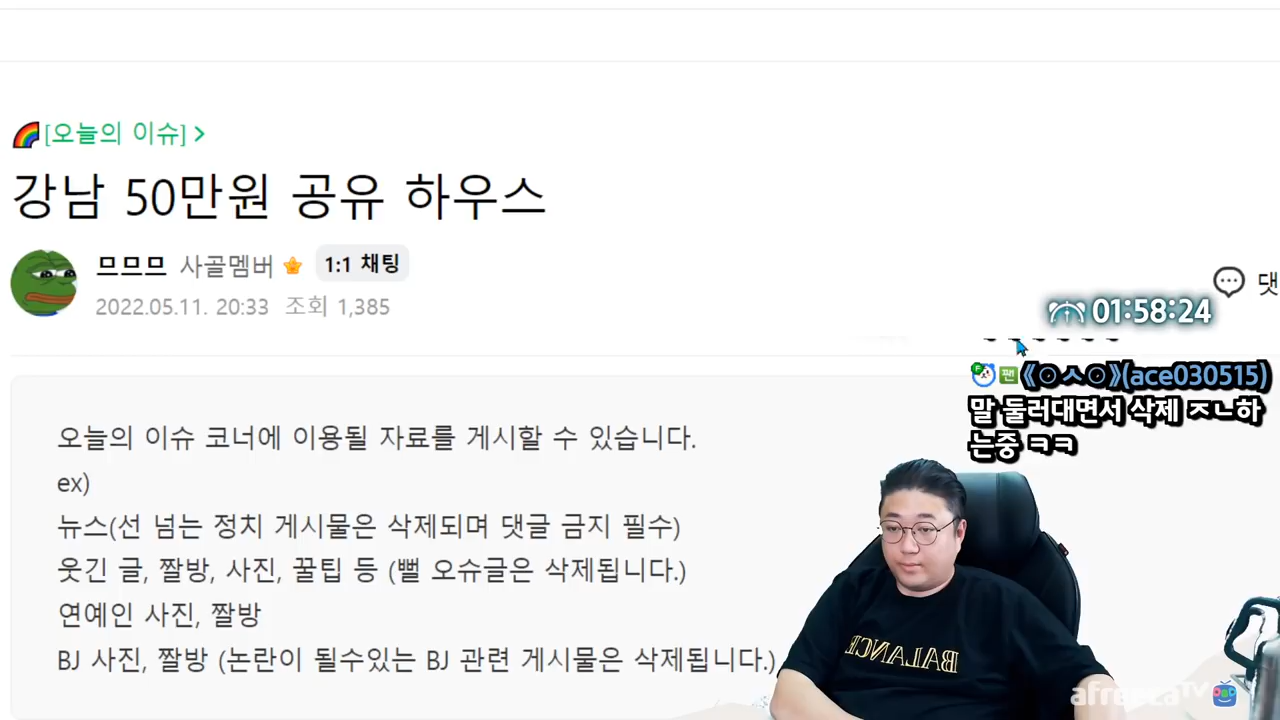 [오늘의 이슈] >
강남 50만원 공유 하우스
므므므 사골멤버 1:1 채팅
2022.05.11. 20:33 조회 1,385
댓
01:58:24
팬 《ㅇㅅㅇ》(ace030515)
말 둘러대면서 삭제 ㅈㄴ하
는중 ㅋㅋ
오늘의 이슈 코너에 이용될 자료를 게시할 수 있습니다.
ex)
뉴스(선 넘는 정치 게시물은 삭제되며 댓글 금지 필수)
웃긴 글, 짤방, 사진, 꿀팁 등 (뻘 오슈글은 삭제됩니다.)
연예인 사진, 짤방
BJ 사진, 짤방 (논란이 될수있는 BJ 관련 게시물은 삭제됩니다.)
BALANCE
afreecaTV